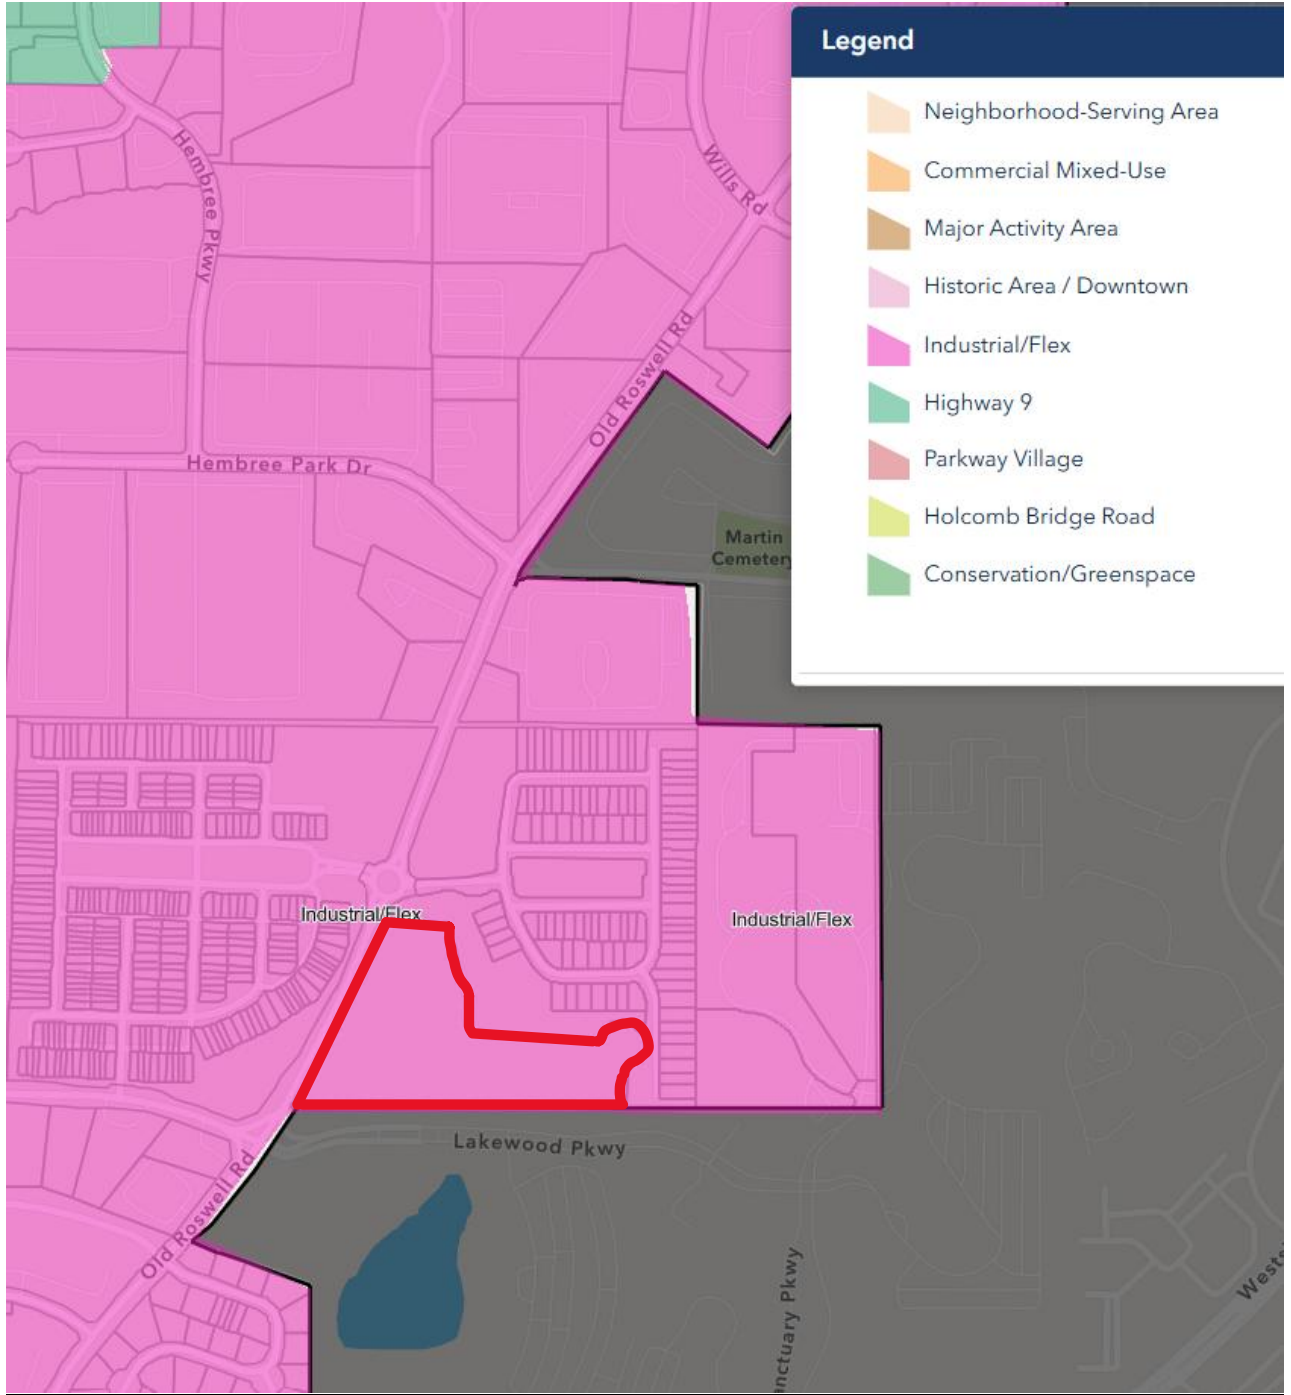 Legend
Neighborhood-Serving Area
Commercial Mixed-Use
Major Activity Area
Historic Area / Downtown
Industrial/Flex
Highway 9
Parkway Village
Holcomb Bridge Road
Conservation/Greenspace
Hembree Pkwy
Wills Rd
Old Roswell Rd
Hembree Park Dr
Martin
Cemetery
Industrial/Flex
Industrial/Flex
Lakewood Pkwy
Old Roswell Rd
anctuary Pkwy
Wests